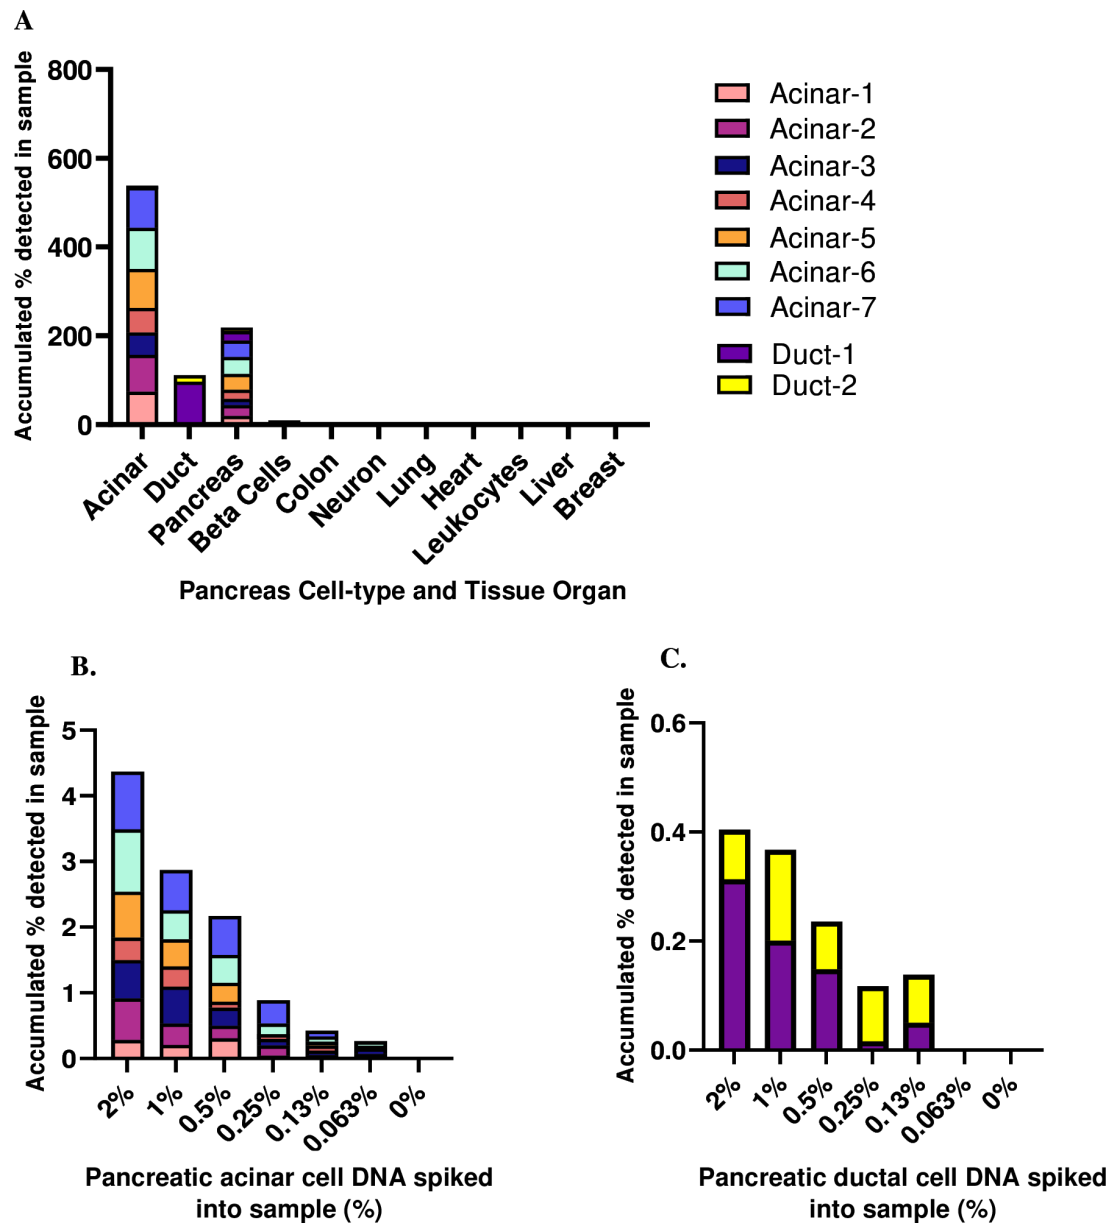 A
Accumulated % detected in sample
800
600
400
200
0
Acinar
Duct
Pancreas
Beta Cells
Colon
Neuron
Lung
Heart
Leukocytes
Liver
Breast
Pancreas Cell-type and Tissue Organ
Acinar-1
Acinar-2
Acinar-3
Acinar-4
Acinar-5
Acinar-6
Acinar-7
Duct-1
Duct-2
B.
Accumulated % detected in sample
5
4
3
2
1
0
2%
1%
0.5%
0.25%
0.13%
0.063%
0%
Pancreatic acinar cell DNA spiked
into sample (%)
C.
Accumulated % detected in sample
0.6
0.4
0.2
0.0
2%
1%
0.5%
0.25%
0.13%
0.063%
0%
Pancreatic ductal cell DNA spiked
into sample (%)